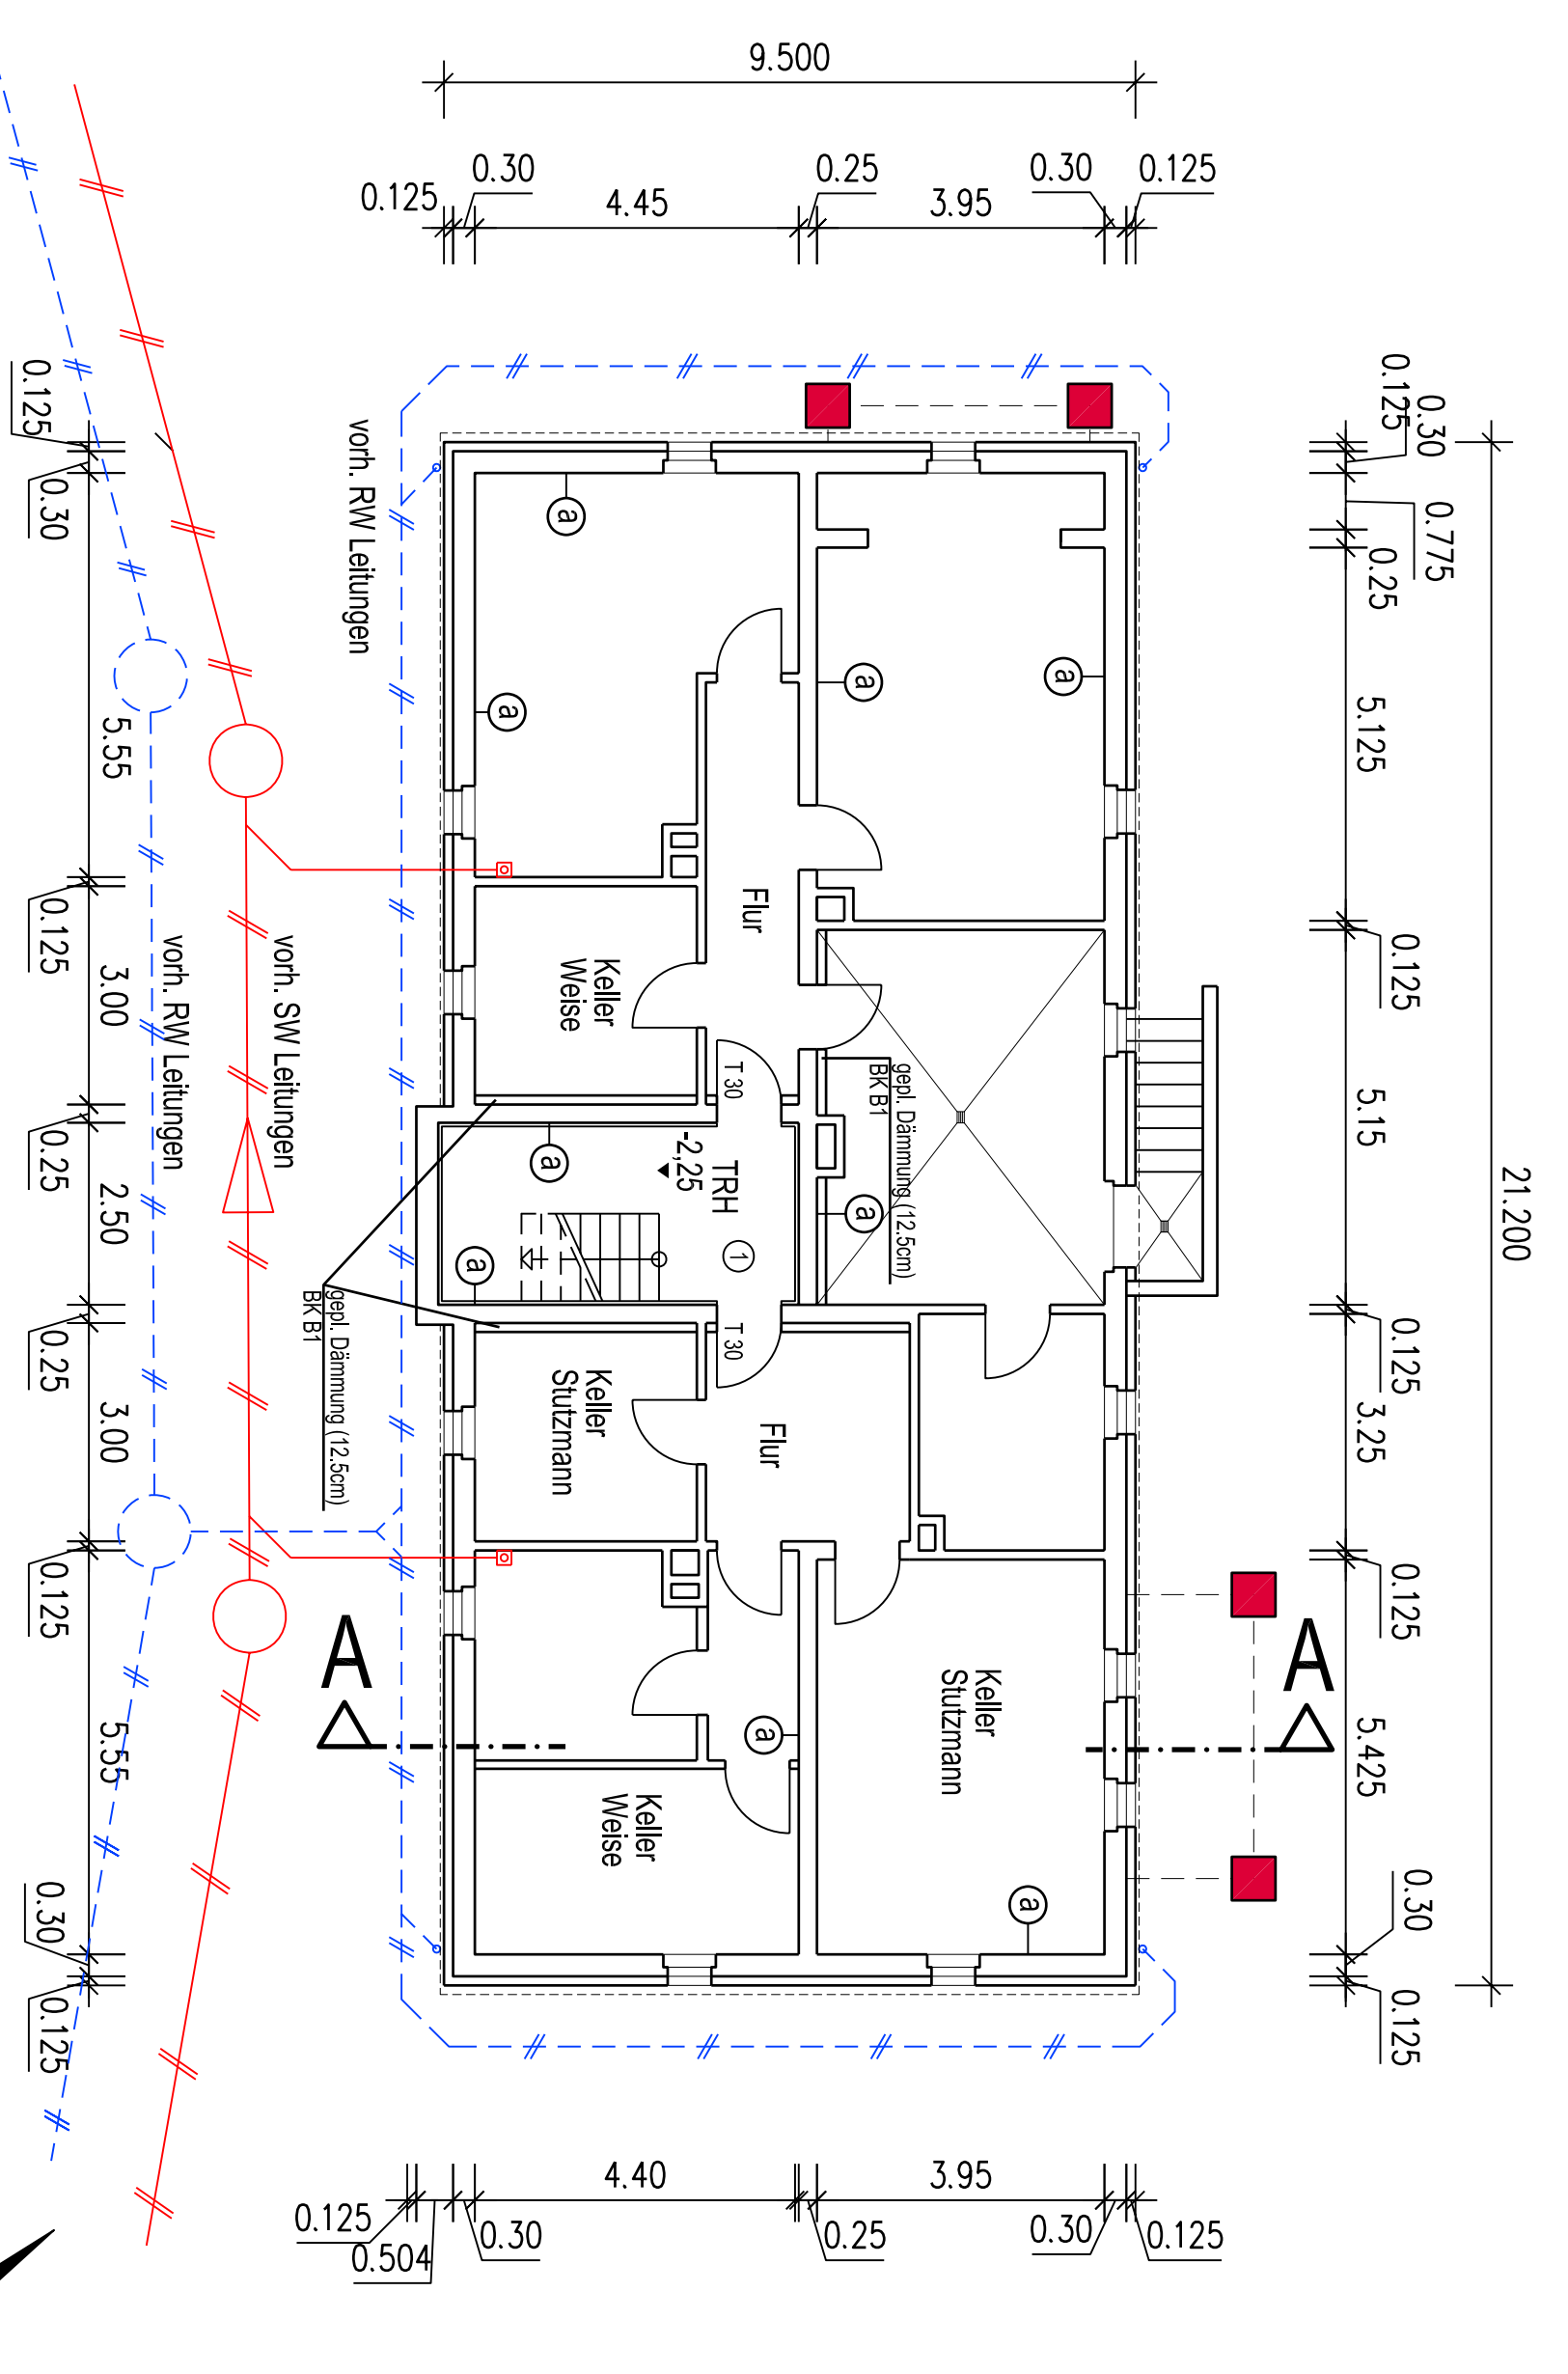 9.500
0.30
0.25
0.30
0.125
0.125
4.45
3.95
0.125
0.30
0.775
0.25
5.125
0.125
5.15
0.125
3.25
0.125
5.425
0.30
0.125
21.200
0.125
0.30
5.55
0.125
3.00
0.25
2.50
0.25
3.00
0.125
5.55
0.30
0.125
vorh. RW Leitungen
vorh. RW Leitungen
vorh. SW Leitungen
a
a
a
a
Flur
Keller
Weise
T 30
gepl. Dämmung (12.5cm)
BK B1
a
TRH
-2,25
1
a
a
T 30
gepl. Dämmung (12.5cm)
BK B1
Keller
Stutzmann
Flur
A
A
Keller
Stutzmann
a
Keller
Weise
a
4.40
3.95
0.125
0.504
0.30
0.25
0.30
0.125